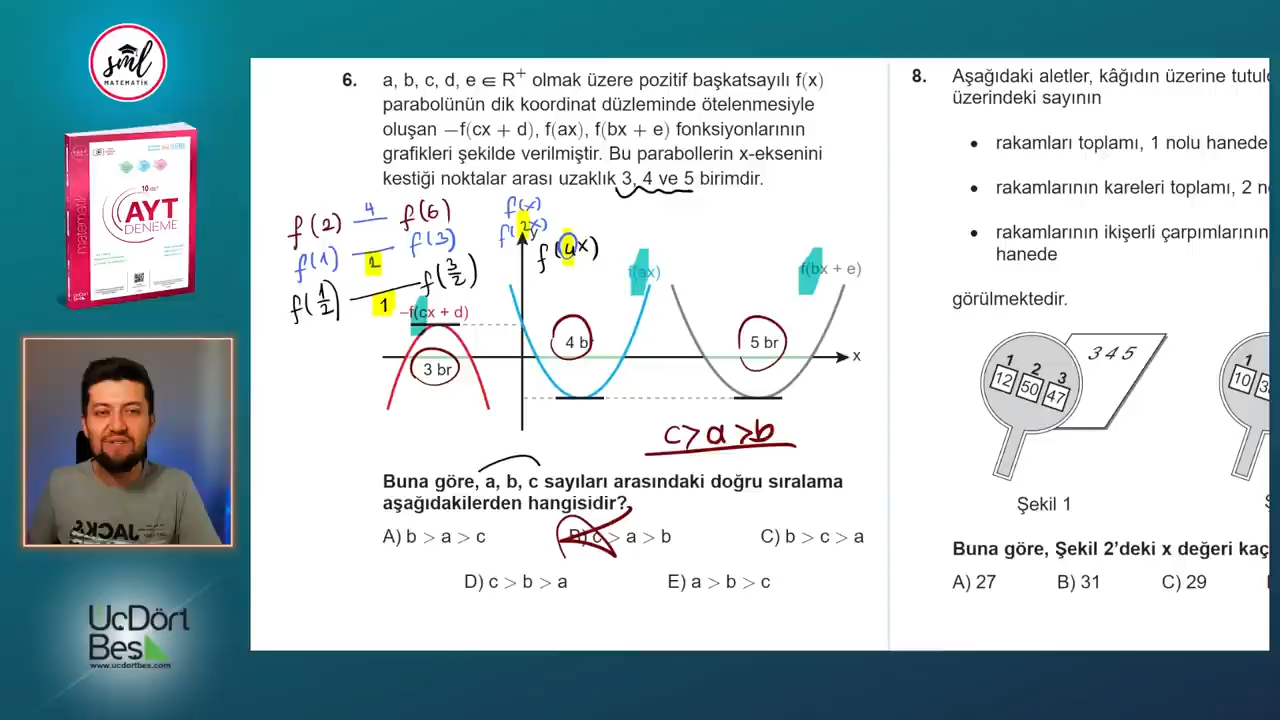 sml
MATEMATİK
10 ADET
AYT
DENEME
matematik
ÜçDört
Beş
www.ucdortbes.com
6. a, b, c, d, e ∈ R⁺ olmak üzere pozitif başkatsayılı f(x)
parabolünün dik koordinat düzleminde ötelenmesiyle
oluşan −f(cx + d), f(ax), f(bx + e) fonksiyonlarının
grafikleri şekilde verilmiştir. Bu parabollerin x-eksenini
kestiği noktalar arası uzaklık 3, 4 ve 5 birimdir.
f(2) 4 f(6)
f(1) 2 f(3)
f(1/2) 1 f(3/2)
f(x)
f(2x)
y
f(4x)
f(ax)
f(bx + e)
−f(cx + d)
3 br
4 br
5 br
x
c > a > b
Buna göre, a, b, c sayıları arasındaki doğru sıralama
aşağıdakilerden hangisidir?
A) b > a > c B) c > a > b C) b > c > a
D) c > b > a E) a > b > c
8. Aşağıdaki aletler, kâğıdın üzerine
üzerindeki sayının
• rakamları toplamı, 1 nolu hanede
• rakamlarının kareleri toplamı, 2
• rakamlarının ikişerli çarpımlarının
hanede
görülmektedir.
1 2 3
12 50 47
3 4 5
1
10
Şekil 1
Buna göre, Şekil 2’deki x değeri kaç
A) 27 B) 31 C) 29